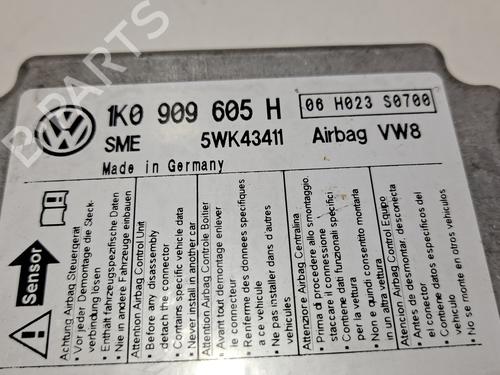 1K0 909 605 H
06 H023 S0700
SME 5WK43411 Airbag VW8
Made in Germany
Sensor
Achtung Airbag Steuergerät
• Vor jeder Demontage die Steck-
verbindung lösen
• Enthält fahrzeugspezifische Daten
• Nie in andere Fahrzeuge einbauen
Attention Airbag Control Unit
• Before any disassembly
detach the connector
• Contains specific vehicle data
• Never install in another car
Attention Airbag Controle Boitier
• Avant tout demontage enlever
le connecteur
• Renferme des donnees specifiques
a ce vehicule
• Ne pas installer dans d'autres
vehicules
Attenzione Airbag Centralina
• Prima di procedere allo smontaggio,
staccare il connessione
• Contiene dati funzionali specifici
per la vettura
• Non e quindi consentito montarla
in un altra vettura
Atencion Airbag Control Equipo
• Antes de desmontar, desconecta
el conector
• Contiene datos especificos del
vehiculo
• No se monte en otros vehiculos
B-PARTS